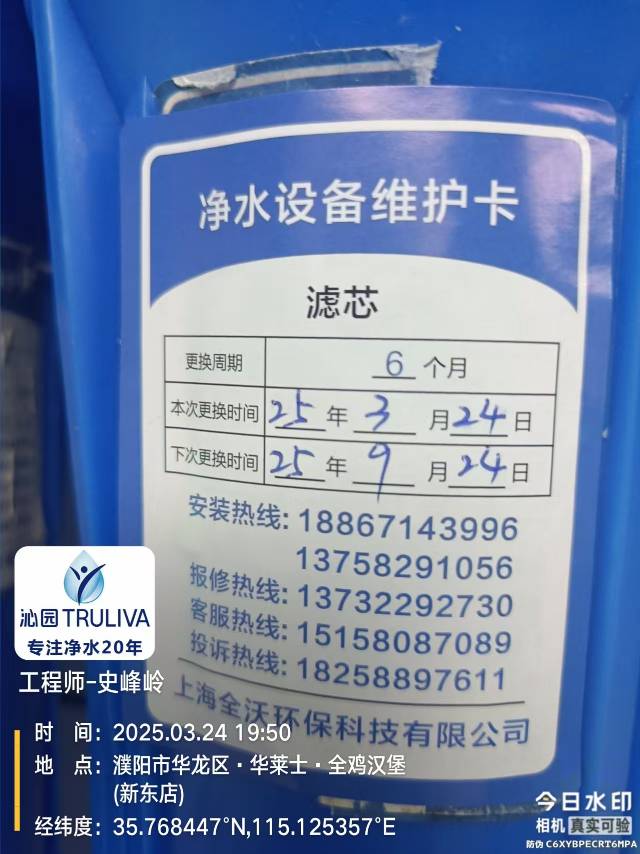 净水设备维护卡
滤芯
更换周期 6 个月
本次更换时间 25 年 3 月 24 日
下次更换时间 25 年 9 月 24 日
安装热线: 18867143996
13758291056
报修热线: 13732292730
客服热线: 15158087089
投诉热线: 18258897611
上海全沃环保科技有限公司
沁园 TRULIVA
专注净水20年
工程师-史峰岭
时 间: 2025.03.24 19:50
地 点: 濮阳市华龙区·华莱士·全鸡汉堡
(新东店)
经纬度: 35.768447°N,115.125357°E
今日水印
相机 真实可验
防伪 C6XYBPECRT6MPA